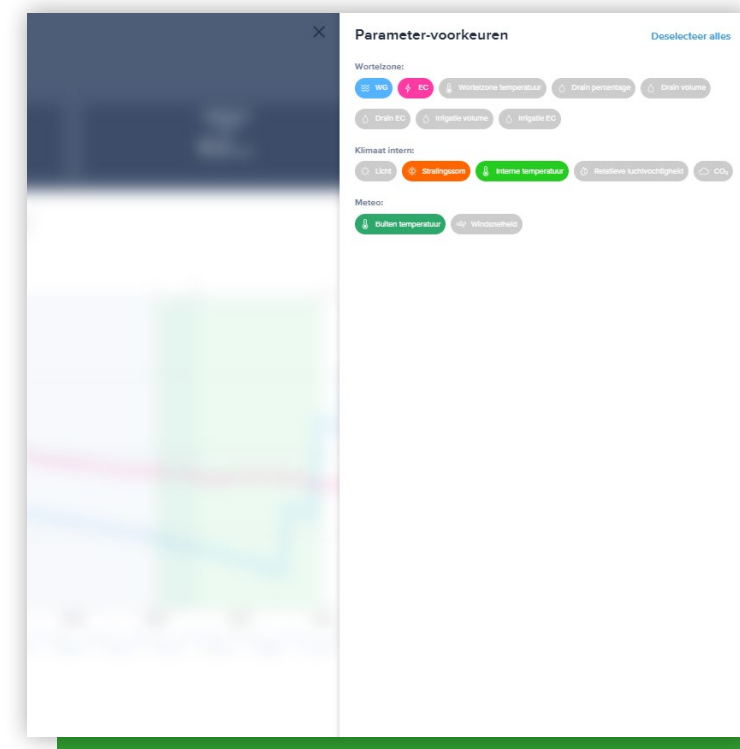 Parameter-voorkeuren Deselecteer alles
Wortelzone:
WG EC Wortelzone temperatuur Drain percentage Drain volume
Drain EC Irrigatie volume Irrigatie EC
Klimaat intern:
Licht Stralingssom Interne temperatuur Relatieve luchtvochtigheid CO₂
Meteo:
Buiten temperatuur Windsnelheid